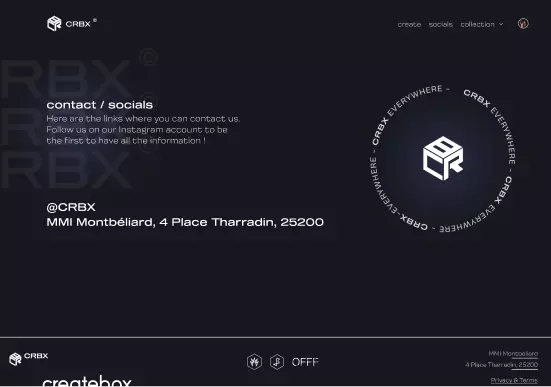 CRBX ®
create socials collection
RBX ©
RBX
RBX
contact / socials
Here are the links where you can contact us.
Follow us on our Instagram account to be
the first to have all the information !
@CRBX
MMI Montbéliard, 4 Place Tharradin, 25200
CRBX EVERYWHERE - CRBX EVERYWHERE - CRBX - EVERYWHERE - CRBX EVERYWHERE -
CRBX
OFFF
MMI Montbéliard
4 Place Tharradin, 25200
Privacy & Terms
createbox